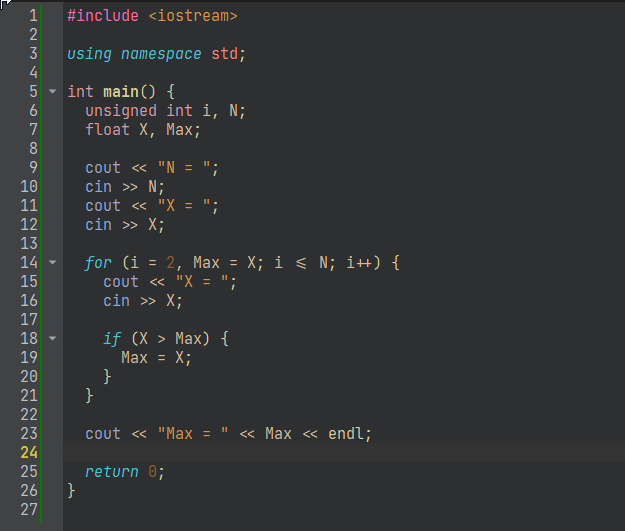 1 #include <iostream>
2
3 using namespace std;
4
5 int main() {
6 unsigned int i, N;
7 float X, Max;
8
9 cout << "N = ";
10 cin >> N;
11 cout << "X = ";
12 cin >> X;
13
14 for (i = 2, Max = X; i <= N; i++) {
15 cout << "X = ";
16 cin >> X;
17
18 if (X > Max) {
19 Max = X;
20 }
21 }
22
23 cout << "Max = " << Max << endl;
24
25 return 0;
26 }
27